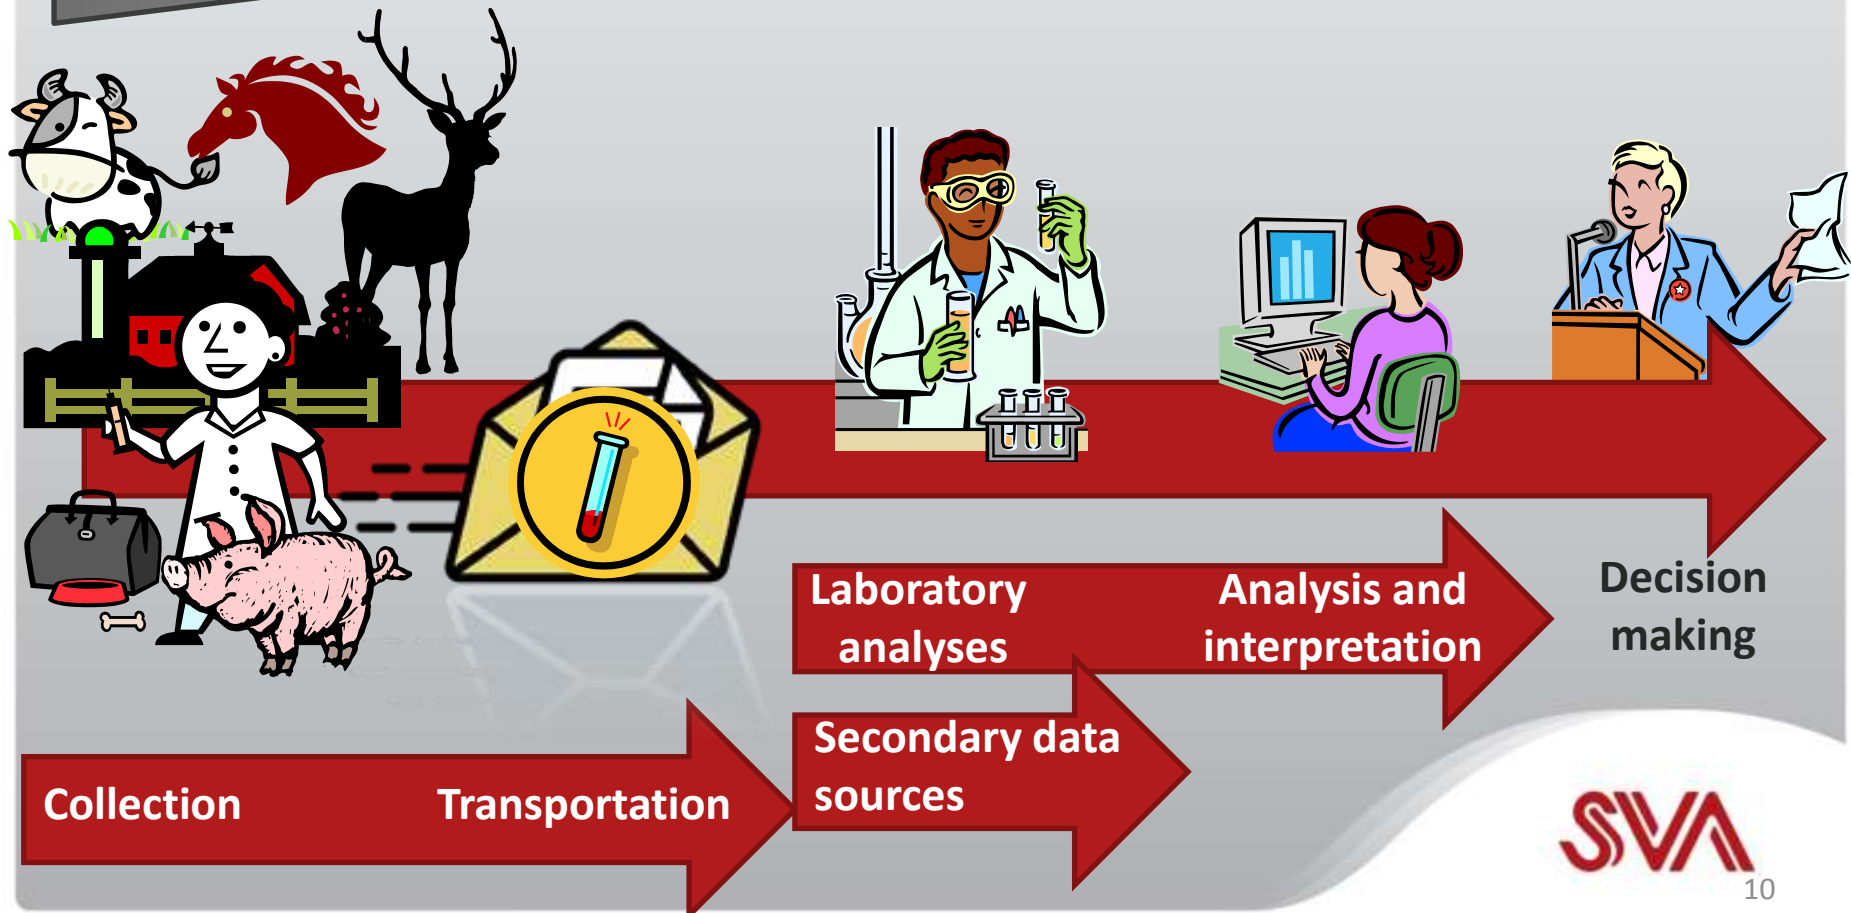 Laboratory
analyses
Analysis and
interpretation
Decision
making
Secondary data
sources
Collection
Transportation
SVA
10